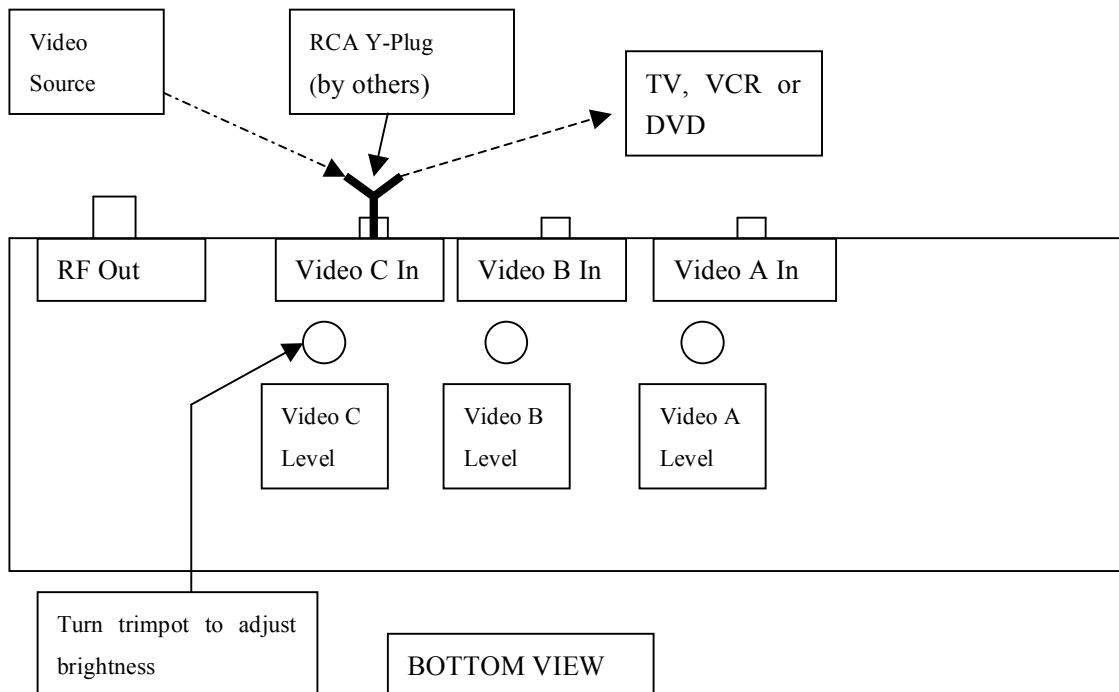 Video
Source
RCA Y-Plug
(by others)
TV, VCR or
DVD
RF Out
Video C In
Video B In
Video A In
Video C
Level
Video B
Level
Video A
Level
Turn trimpot to adjust
brightness
BOTTOM VIEW